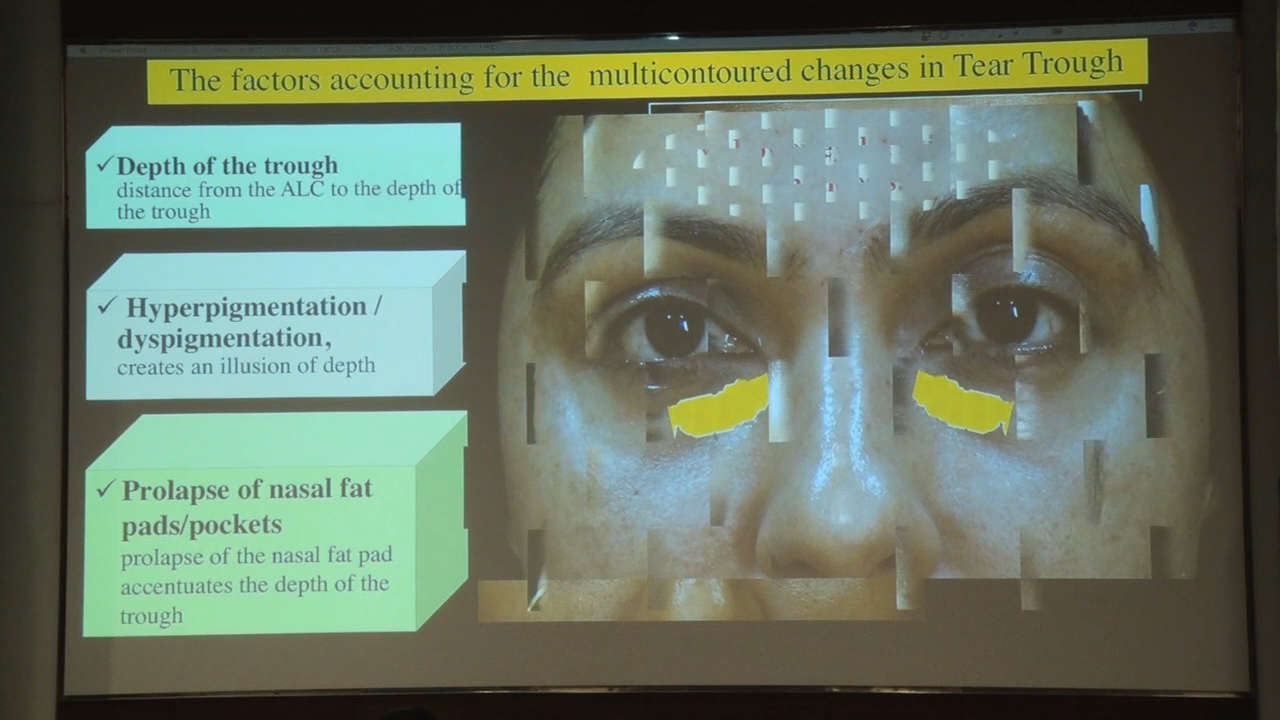 The factors accounting for the multicontoured changes in Tear Trough
✓Depth of the trough
distance from the ALC to the depth of
the trough
✓ Hyperpigmentation /
dyspigmentation,
creates an illusion of depth
✓ Prolapse of nasal fat
pads/pockets
prolapse of the nasal fat pad
accentuates the depth of the
trough